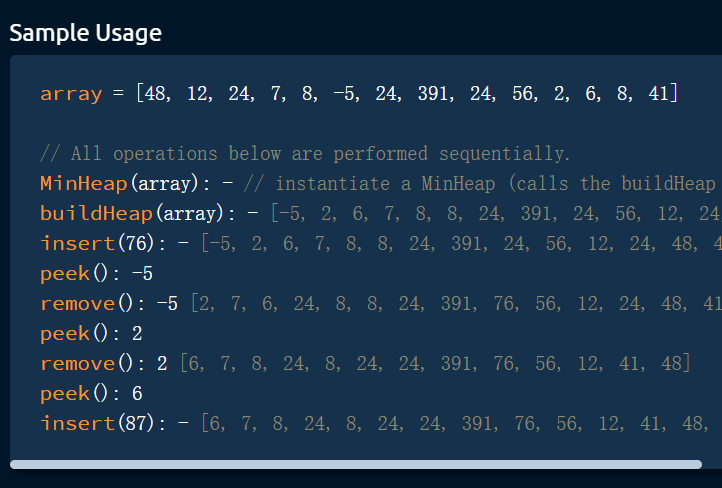 Sample Usage
array = [48, 12, 24, 7, 8, -5, 24, 391, 24, 56, 2, 6, 8, 41]
// All operations below are performed sequentially.
MinHeap(array): - // instantiate a MinHeap (calls the buildHeap
buildHeap(array): - [-5, 2, 6, 7, 8, 8, 24, 391, 24, 56, 12, 24
insert(76): - [-5, 2, 6, 7, 8, 8, 24, 391, 24, 56, 12, 24, 48, 4
peek(): -5
remove(): -5 [2, 7, 6, 24, 8, 8, 24, 391, 76, 56, 12, 24, 48, 41
peek(): 2
remove(): 2 [6, 7, 8, 24, 8, 24, 24, 391, 76, 56, 12, 41, 48]
peek(): 6
insert(87): - [6, 7, 8, 24, 8, 24, 24, 391, 76, 56, 12, 41, 48,